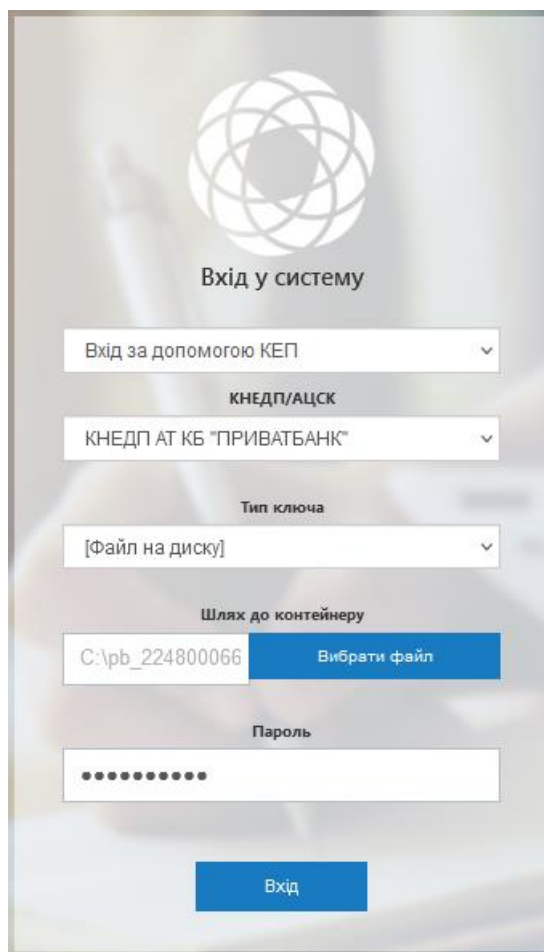 Вхід у систему
Вхід за допомогою КЕП
КНЕДП/АЦСК
КНЕДП АТ КБ "ПРИВАТБАНК"
Тип ключа
[Файл на диску]
Шлях до контейнеру
C:\pb_224800066 Вибрати файл
Пароль
●●●●●●●●●●
Вхід